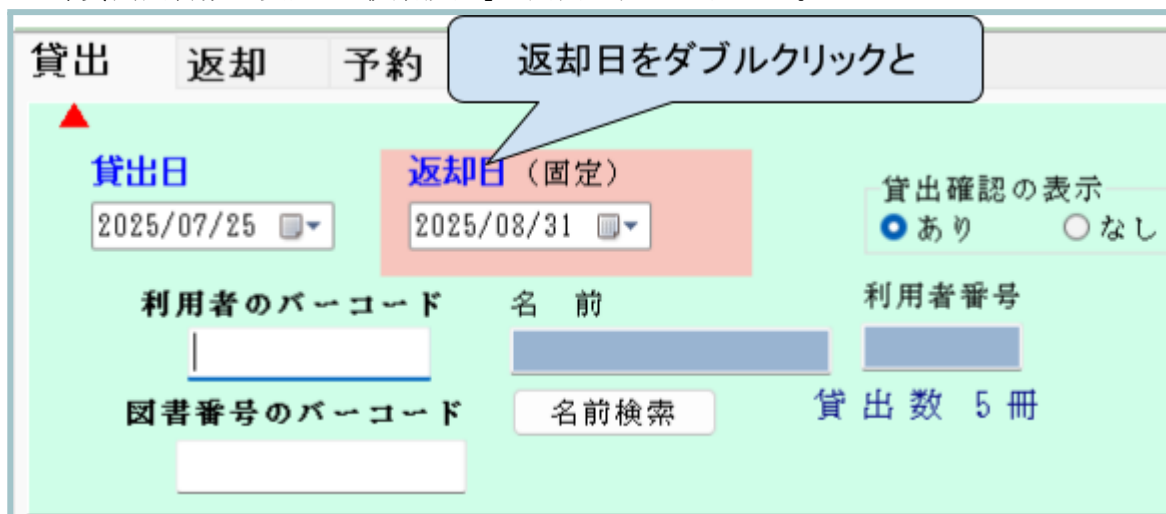 貸出 返却 予約
返却日をダブルクリックと
貸出日 返却日（固定）
2025/07/25 2025/08/31
貸出確認の表示
あり なし
利用者のバーコード 名 前 利用者番号
図書番号のバーコード 名前検索 貸出数 5冊